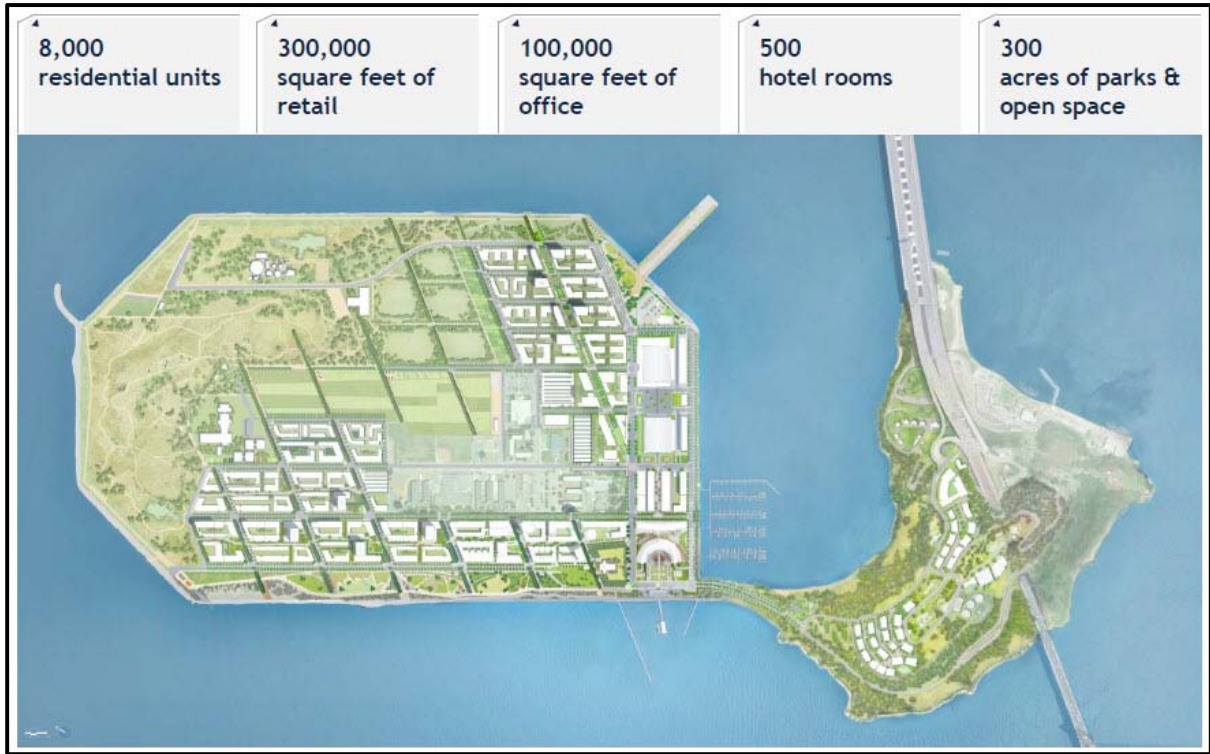 8,000
residential units
300,000
square feet of
retail
100,000
square feet of
office
500
hotel rooms
300
acres of parks &
open space